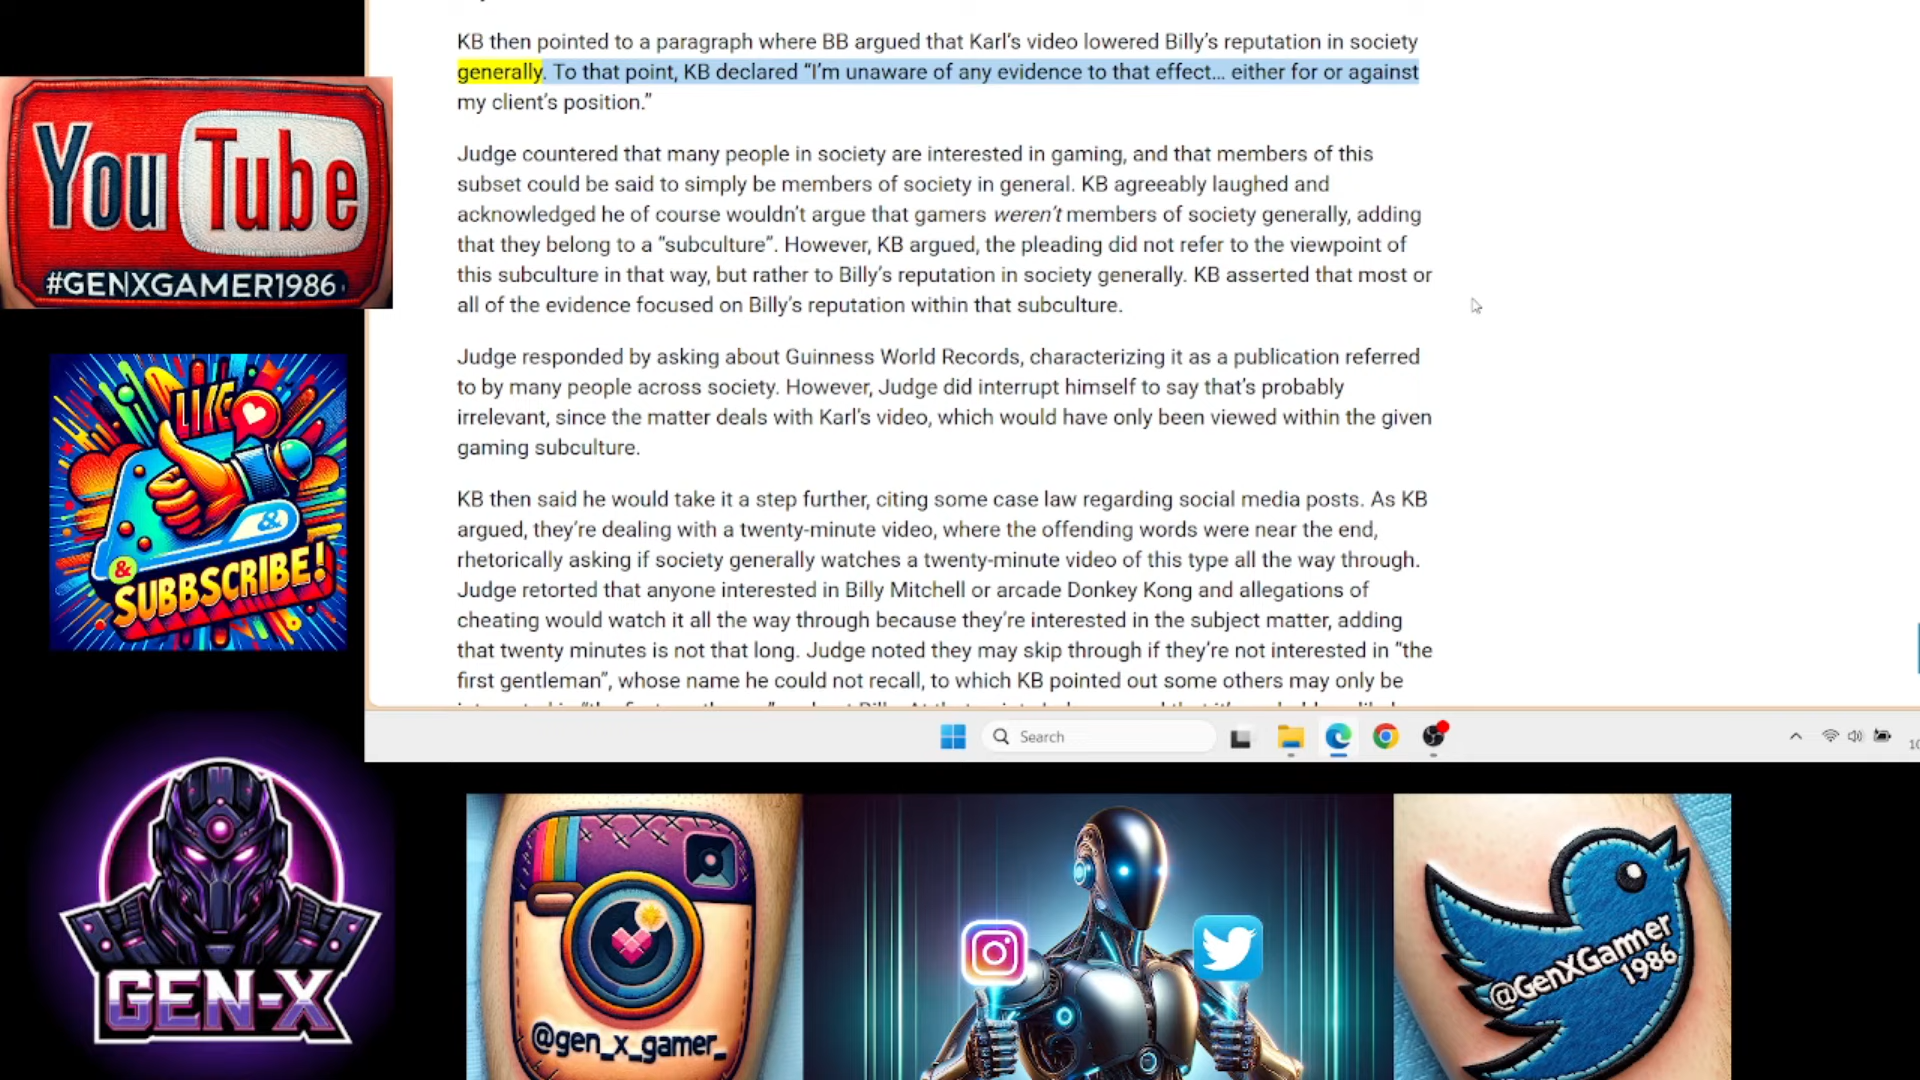 KB then pointed to a paragraph where BB argued that Karl's video lowered Billy's reputation in society
generally. To that point, KB declared “I'm unaware of any evidence to that effect... either for or against
my client's position.”
Judge countered that many people in society are interested in gaming, and that members of this
subset could be said to simply be members of society in general. KB agreeably laughed and
acknowledged he of course wouldn't argue that gamers weren't members of society generally, adding
that they belong to a “subculture”. However, KB argued, the pleading did not refer to the viewpoint of
this subculture in that way, but rather to Billy's reputation in society generally. KB asserted that most or
all of the evidence focused on Billy's reputation within that subculture.
Judge responded by asking about Guinness World Records, characterizing it as a publication referred
to by many people across society. However, Judge did interrupt himself to say that's probably
irrelevant, since the matter deals with Karl's video, which would have only been viewed within the given
gaming subculture.
KB then said he would take it a step further, citing some case law regarding social media posts. As KB
argued, they're dealing with a twenty-minute video, where the offending words were near the end,
rhetorically asking if society generally watches a twenty-minute video of this type all the way through.
Judge retorted that anyone interested in Billy Mitchell or arcade Donkey Kong and allegations of
cheating would watch it all the way through because they're interested in the subject matter, adding
that twenty minutes is not that long. Judge noted they may skip through if they're not interested in “the
first gentleman”, whose name he could not recall, to which KB pointed out some others may only be
Search
10
YouTube
#GENXGAMER1986
LIKE
&
&
SUBBSCRIBE!
GEN-X
@gen_x_gamer_
@GenXGamer
1986